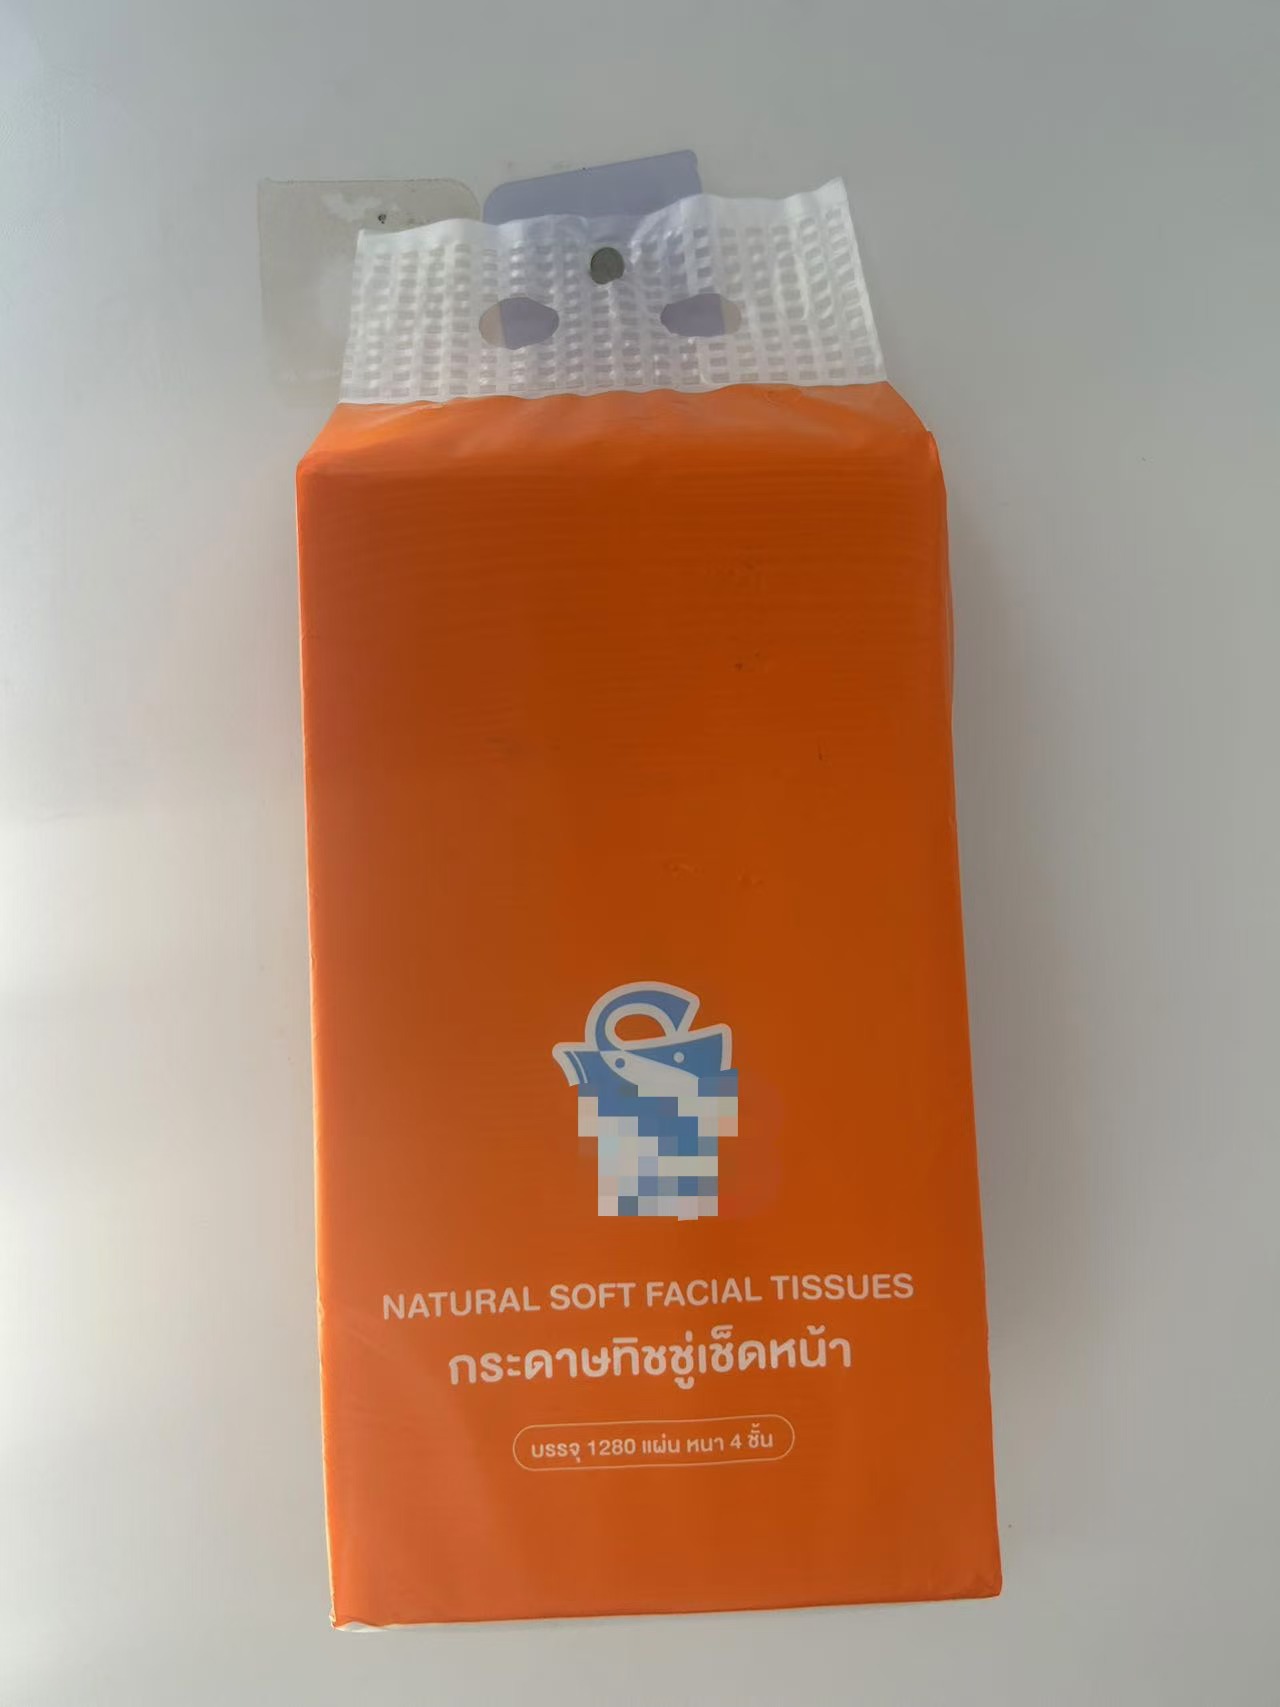 NATURAL SOFT FACIAL TISSUES
กระดาษทิชชู่เช็ดหน้า
บรรจุ 1280 แผ่น หนา 4 ชั้น